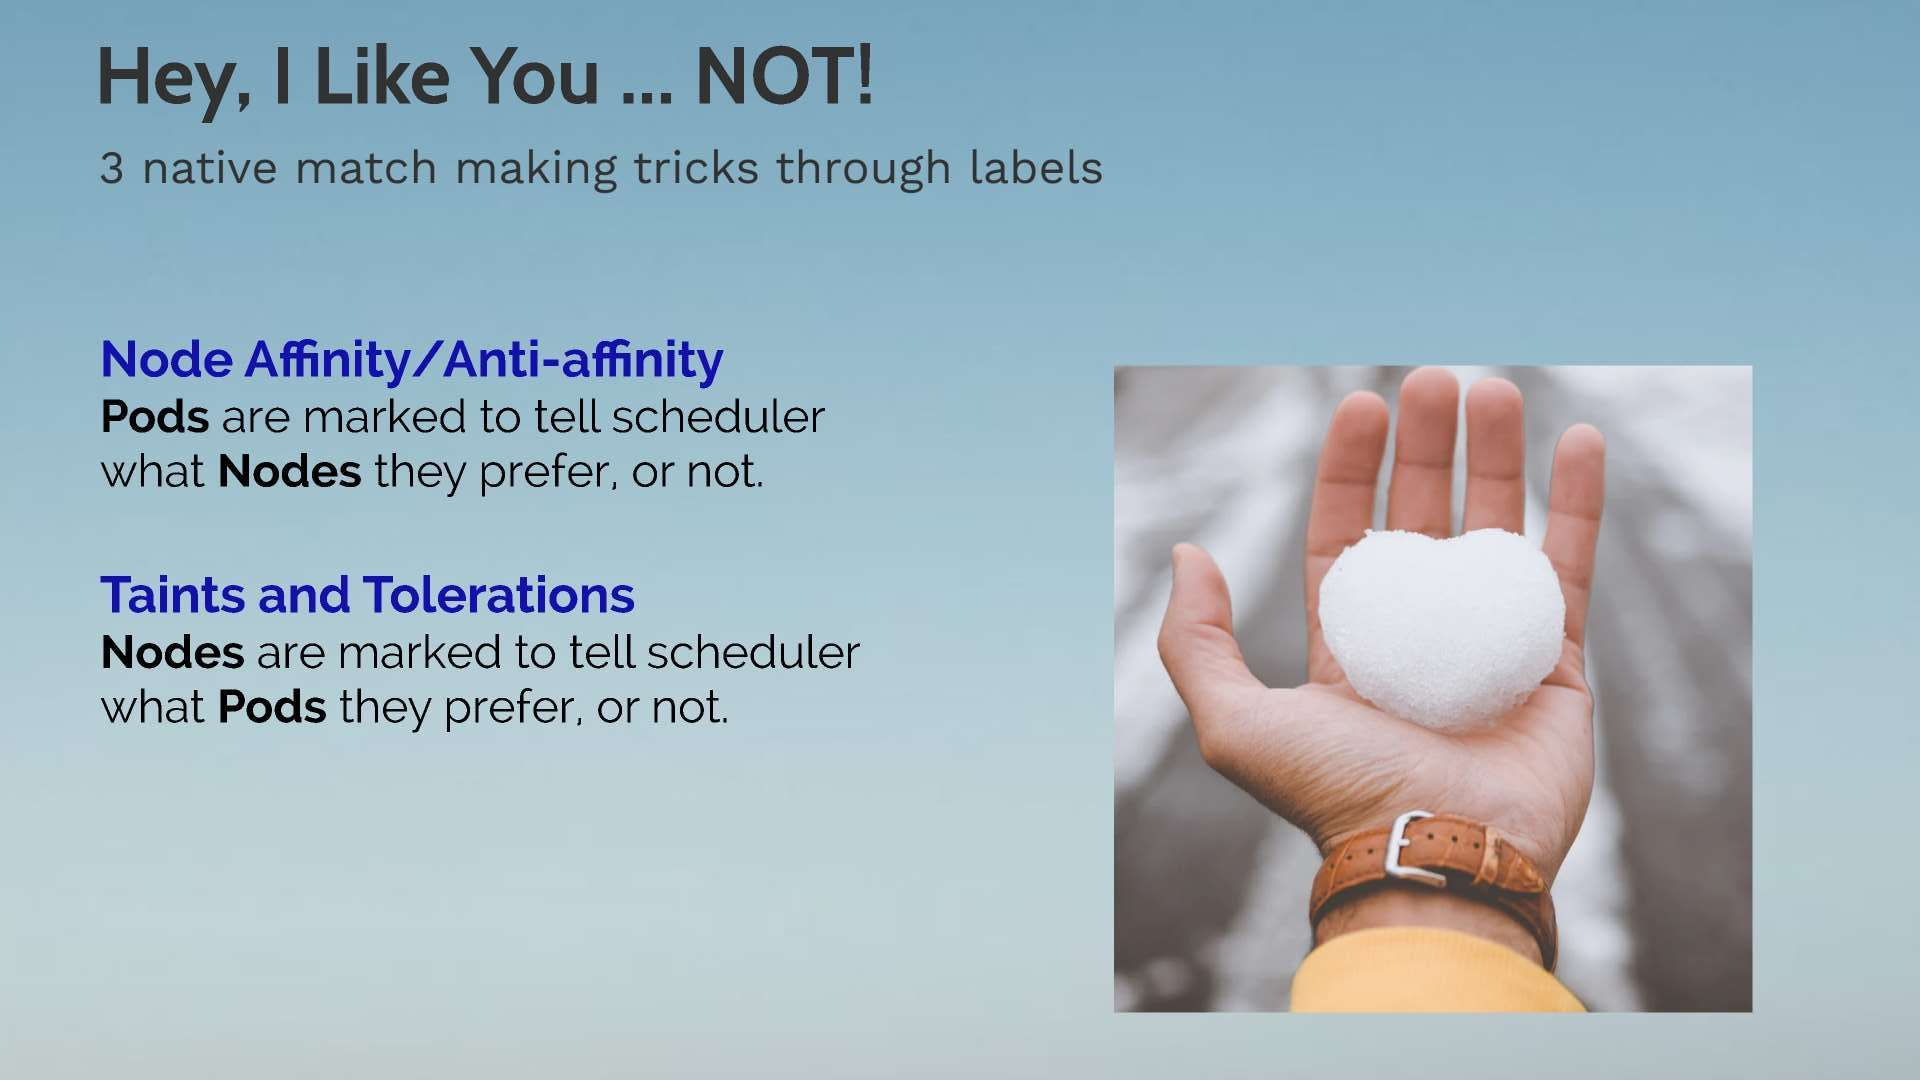 Hey, I Like You ... NOT!
3 native match making tricks through labels
Node Affinity/Anti-affinity
Pods are marked to tell scheduler
what Nodes they prefer, or not.
Taints and Tolerations
Nodes are marked to tell scheduler
what Pods they prefer, or not.